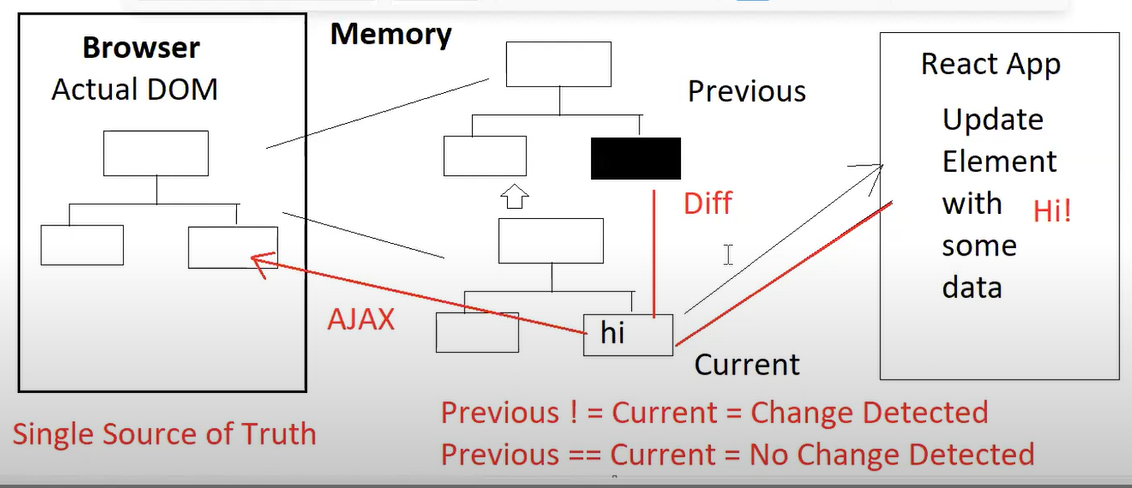 Browser
Actual DOM
Memory
Previous
React App
Update
Element
with
some
data
Hi!
Diff
AJAX
hi
Current
Single Source of Truth
Previous ! = Current = Change Detected
Previous == Current = No Change Detected